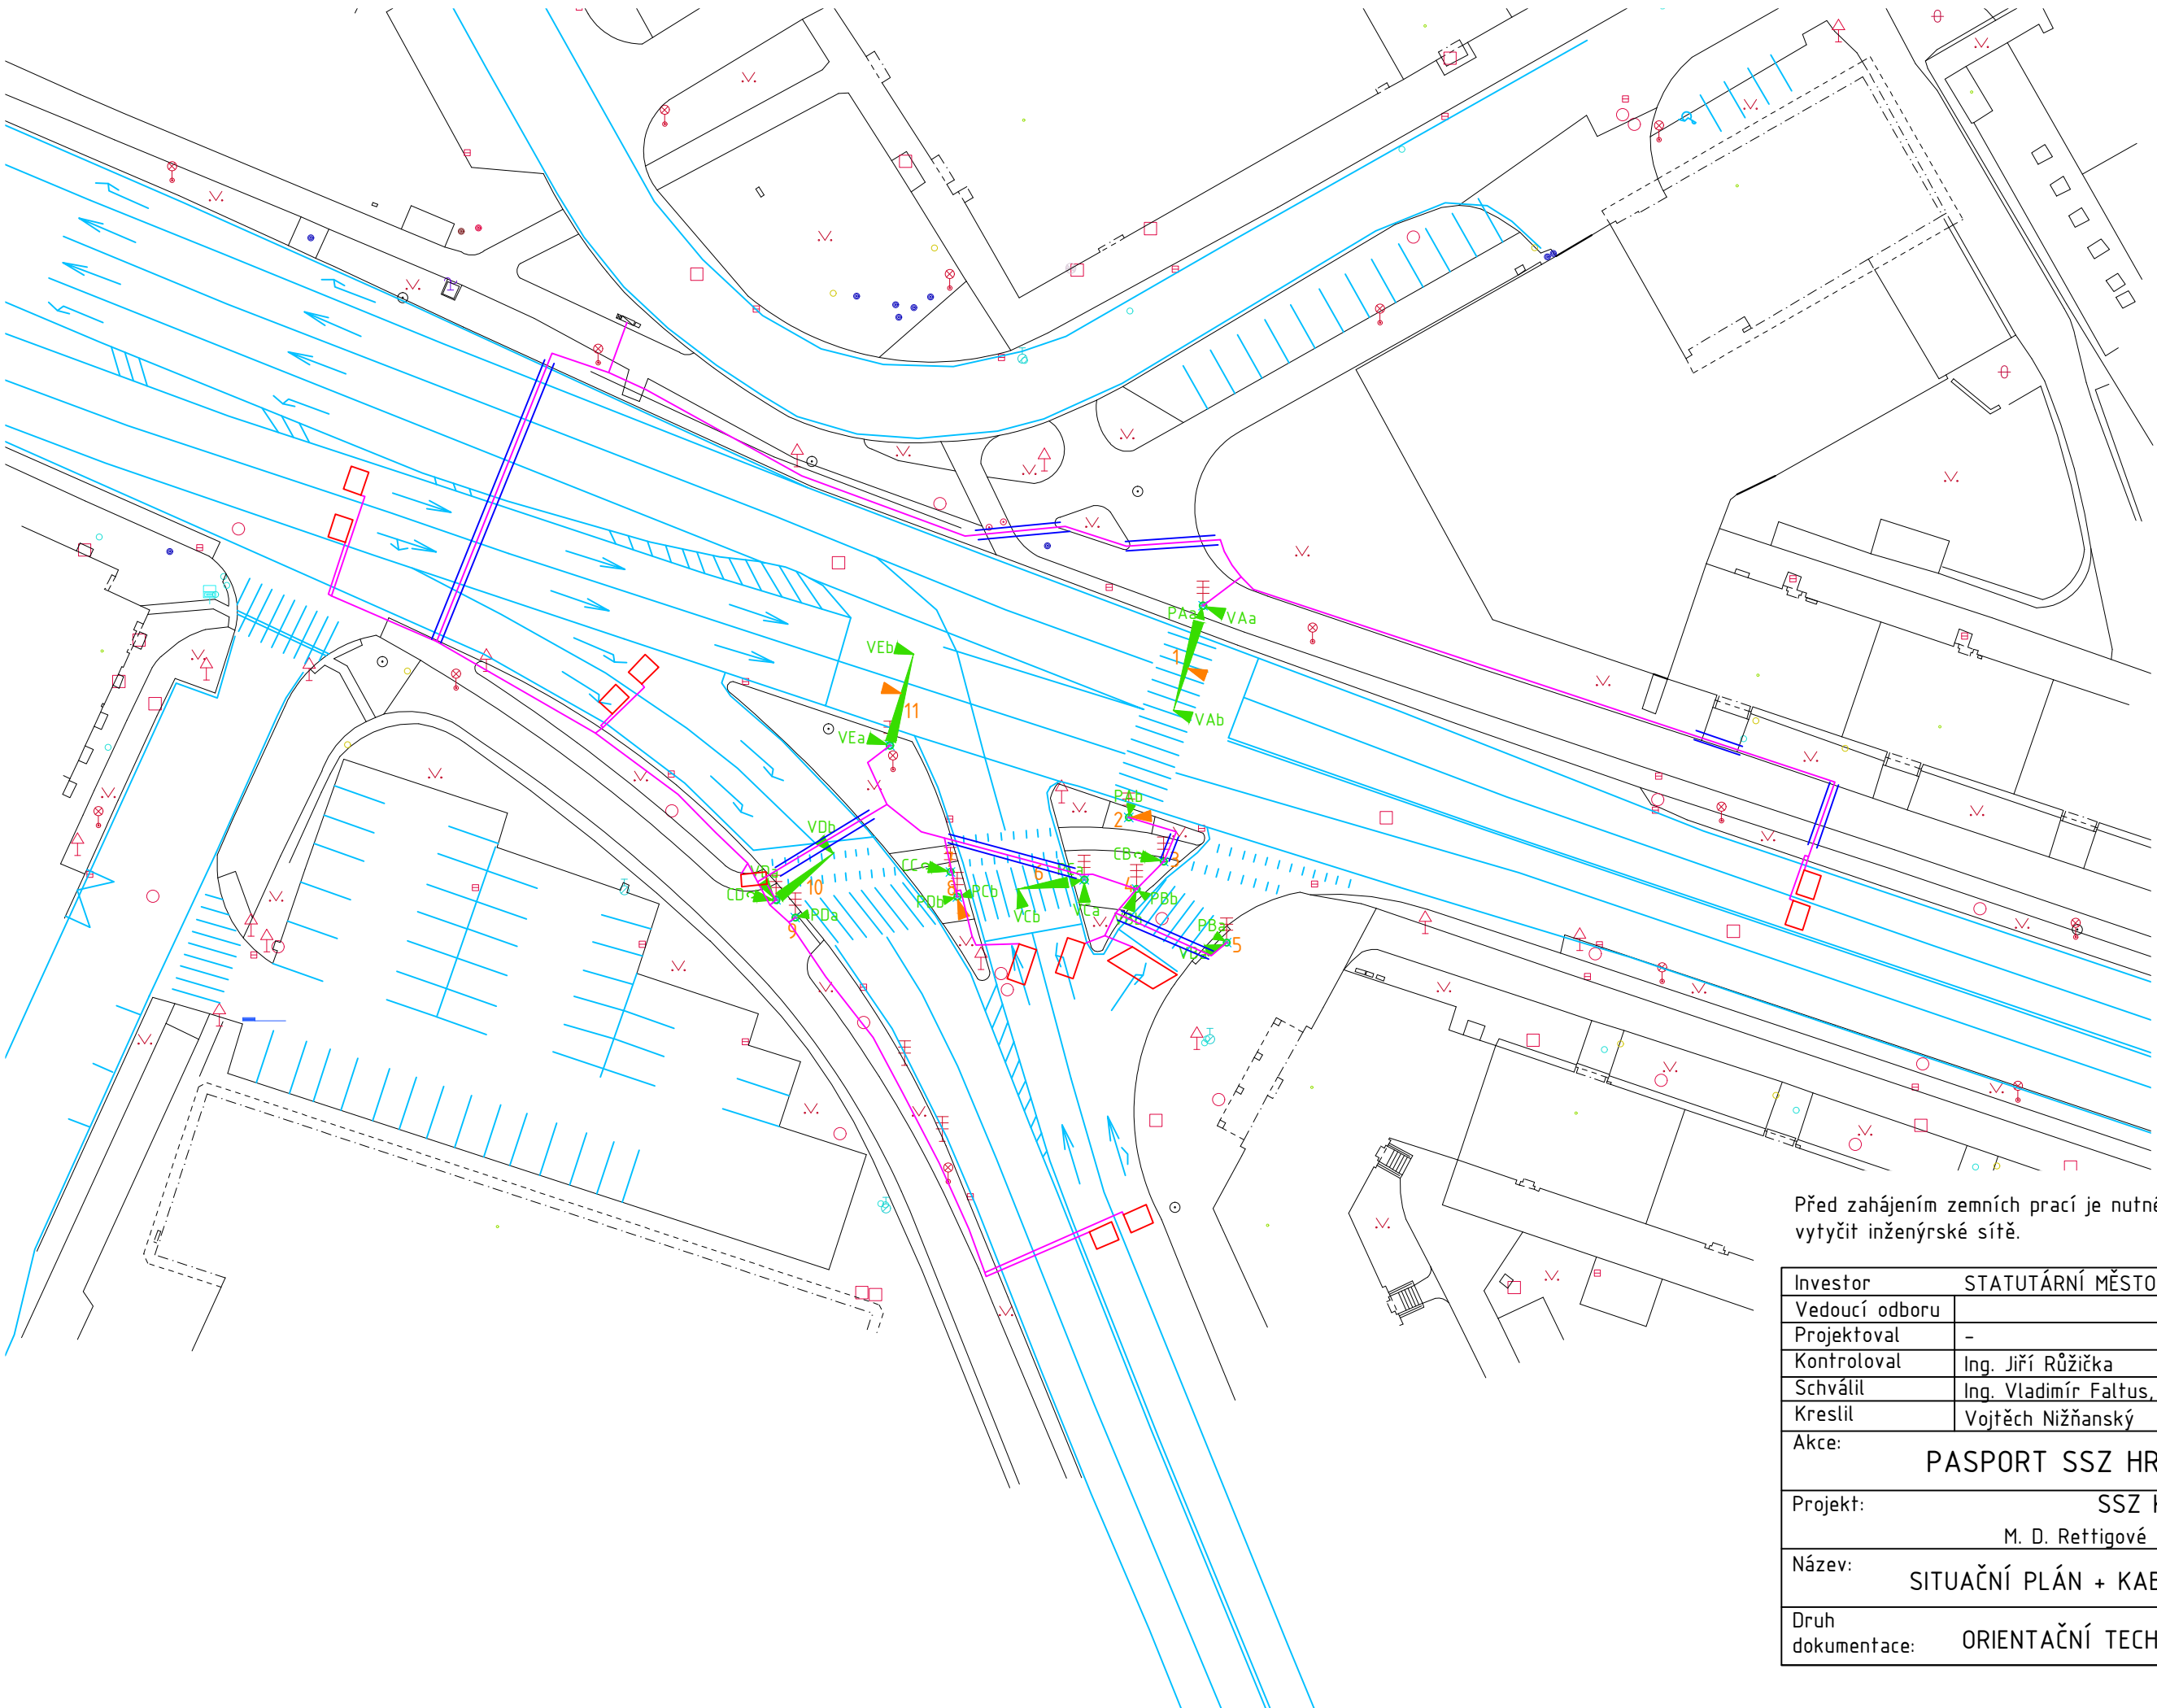 PAa
VAa
1
VEb
11
VAb
VEa
PAb
2
VDb
CB
3
CC
6
10
8
4
CD
PDb
PCb
PBb
VCb
VCa
PDa
9
PBa
5
Před zahájením zemních prací je nutné
vytyčit inženýrské sítě.
Investor STATUTÁRNÍ MĚSTO
Vedoucí odboru
Projektoval -
Kontroloval Ing. Jiří Růžička
Schválil Ing. Vladimír Faltus,
Kreslil Vojtěch Nižňanský
Akce:
PASPORT SSZ HR
Projekt: SSZ
M. D. Rettigové
Název:
SITUAČNÍ PLÁN + KAB
Druh
dokumentace: ORIENTAČNÍ TECH